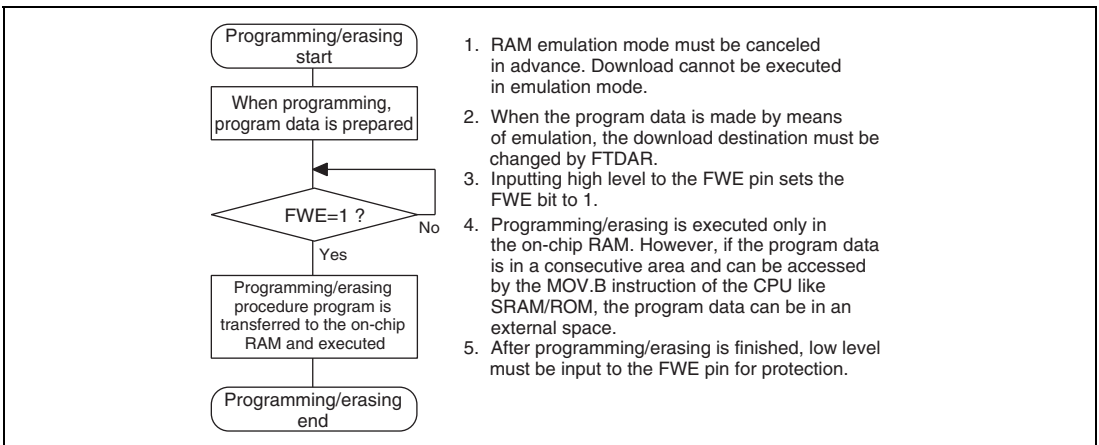 Programming/erasing
start
When programming,
program data is prepared
FWE=1 ?
No
Yes
Programming/erasing
procedure program is
transferred to the on-chip
RAM and executed
Programming/erasing
end
1. RAM emulation mode must be canceled
in advance. Download cannot be executed
in emulation mode.
2. When the program data is made by means
of emulation, the download destination must be
changed by FTDAR.
3. Inputting high level to the FWE pin sets the
FWE bit to 1.
4. Programming/erasing is executed only in
the on-chip RAM. However, if the program data
is in a consecutive area and can be accessed
by the MOV.B instruction of the CPU like
SRAM/ROM, the program data can be in an
external space.
5. After programming/erasing is finished, low level
must be input to the FWE pin for protection.